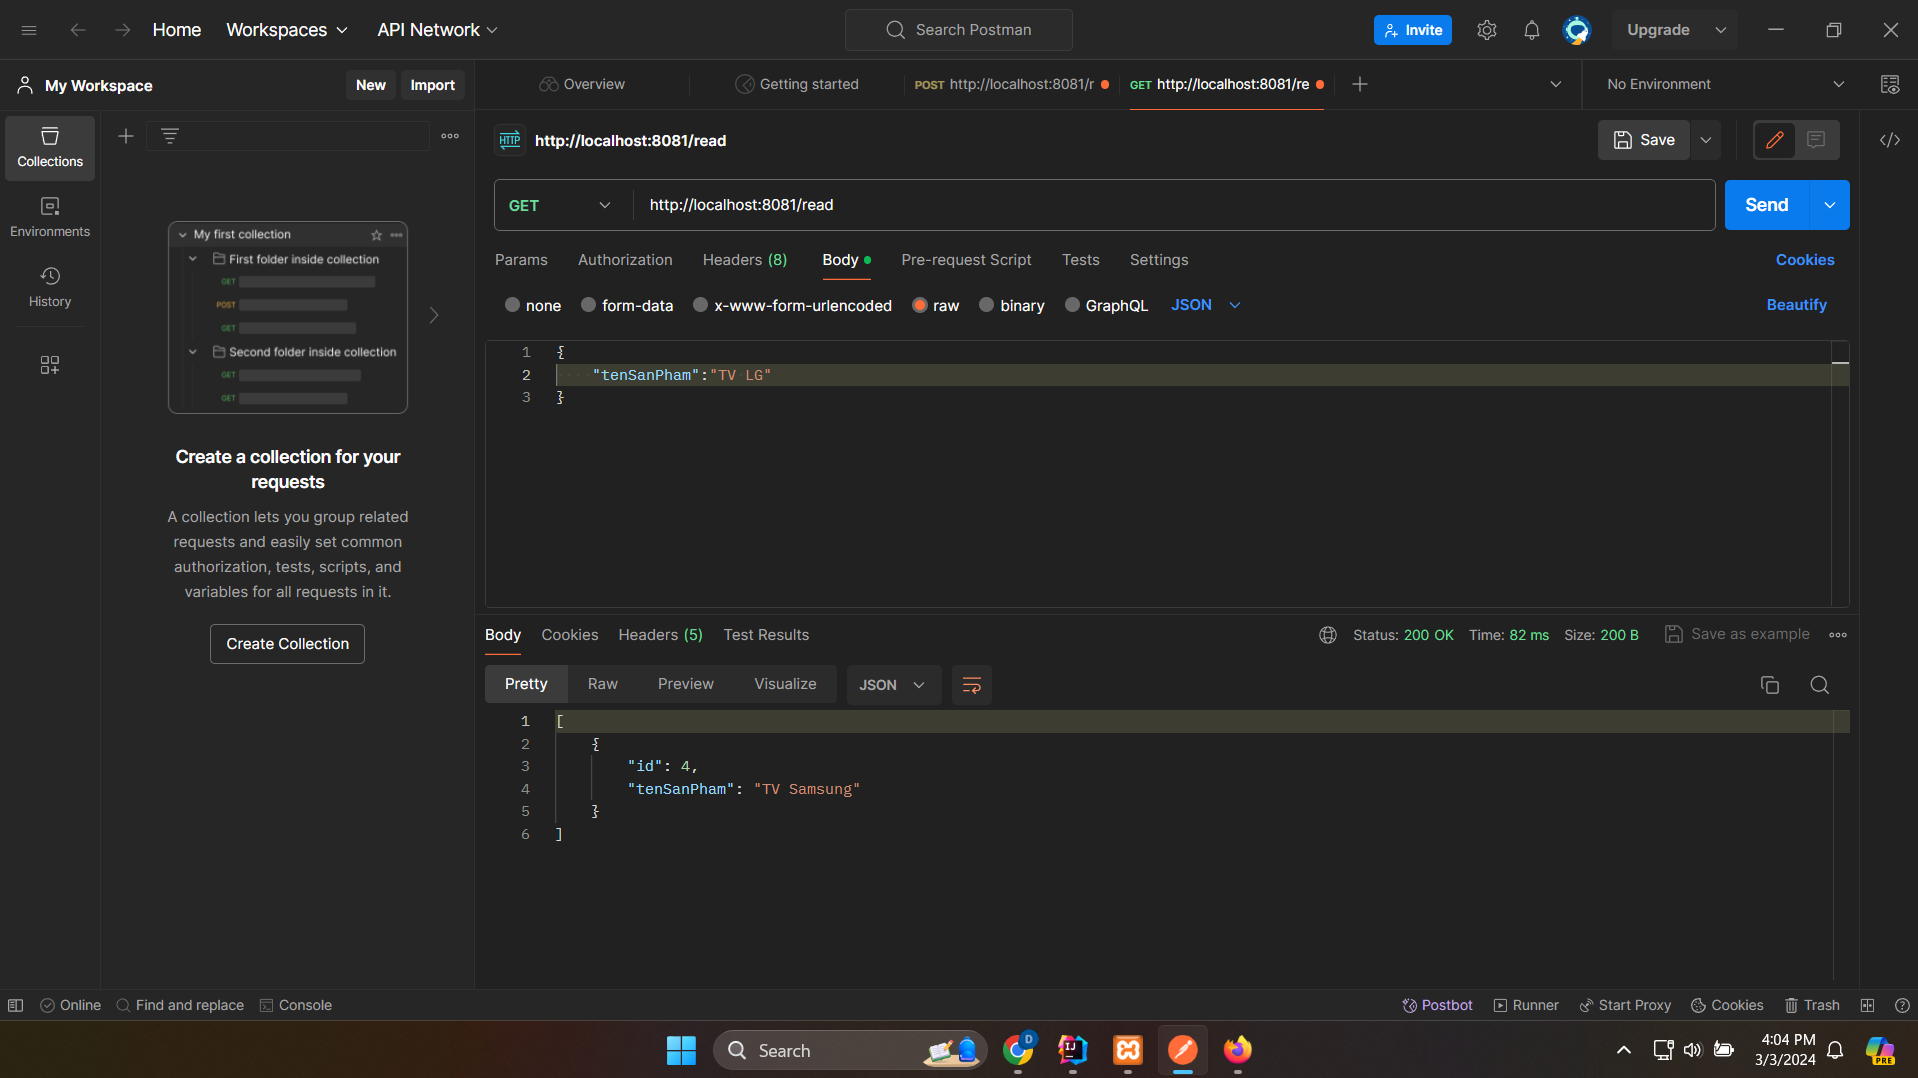 Home Workspaces API Network Search Postman Invite Upgrade
My Workspace New Import Overview Getting started POST http://localhost:8081/r GET http://localhost:8081/re No Environment
Collections
Environments
History
My first collection
First folder inside collection
GET
POST
GET
Second folder inside collection
GET
GET
Create a collection for your
requests
A collection lets you group related
requests and easily set common
authorization, tests, scripts, and
variables for all requests in it.
Create Collection
HTTP http://localhost:8081/read Save
GET http://localhost:8081/read Send
Params Authorization Headers (8) Body Pre-request Script Tests Settings Cookies
none form-data x-www-form-urlencoded raw binary GraphQL JSON Beautify
1 {
2 "tenSanPham":"TV LG"
3 }
Body Cookies Headers (5) Test Results Status: 200 OK Time: 82 ms Size: 200 B Save as example
Pretty Raw Preview Visualize JSON
1 [
2 {
3 "id": 4,
4 "tenSanPham": "TV Samsung"
5 }
6 ]
Online Find and replace Console Postbot Runner Start Proxy Cookies Trash
Search D IJ PRE
4:04 PM
3/3/2024